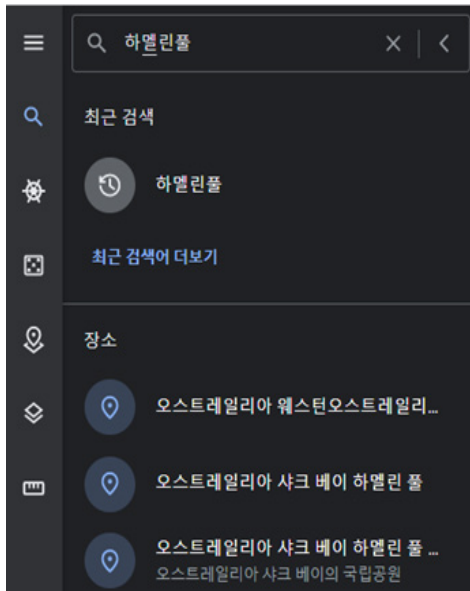 하멜린풀
최근 검색
하멜린풀
최근 검색어 더보기
장소
오스트레일리아 웨스턴오스트레일리...
오스트레일리아 샤크 베이 하멜린 풀
오스트레일리아 샤크 베이 하멜린 풀 ...
오스트레일리아 샤크 베이의 국립공원